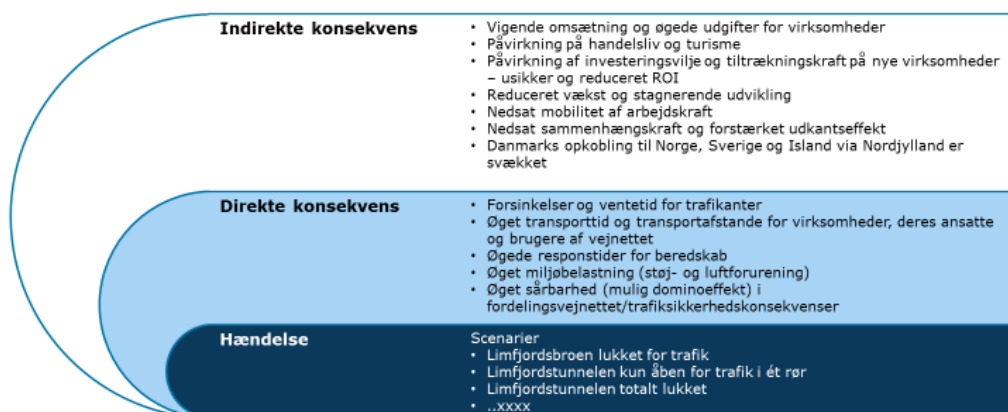 Indirekte konsekvens
• Vigende omsætning og øgede udgifter for virksomheder
• Påvirkning på handelsliv og turisme
• Påvirkning af investeringsvilje og tiltrækningskraft på nye virksomheder
– usikker og reduceret ROI
• Reduceret vækst og stagnerende udvikling
• Nedsat mobilitet af arbejdskraft
• Nedsat sammenhængskraft og forstærket udkantseffekt
• Danmarks opkobling til Norge, Sverige og Island via Nordjylland er
svækket
Direkte konsekvens
• Forsinkelser og ventetid for trafikanter
• Øget transporttid og transportafstande for virksomheder, deres ansatte
og brugere af vejnettet
• Øgede responstider for beredskab
• Øget miljøbelastning (støj- og luftforurening)
• Øget sårbarhed (mulig dominoeffekt) i
fordelingsvejnettet/trafiksikkerhedskonsekvenser
Hændelse
Scenarier
• Limfjordsbroen lukket for trafik
• Limfjordstunnelen kun åben for trafik i ét rør
• Limfjordstunnelen totalt lukket
• ..xxxx